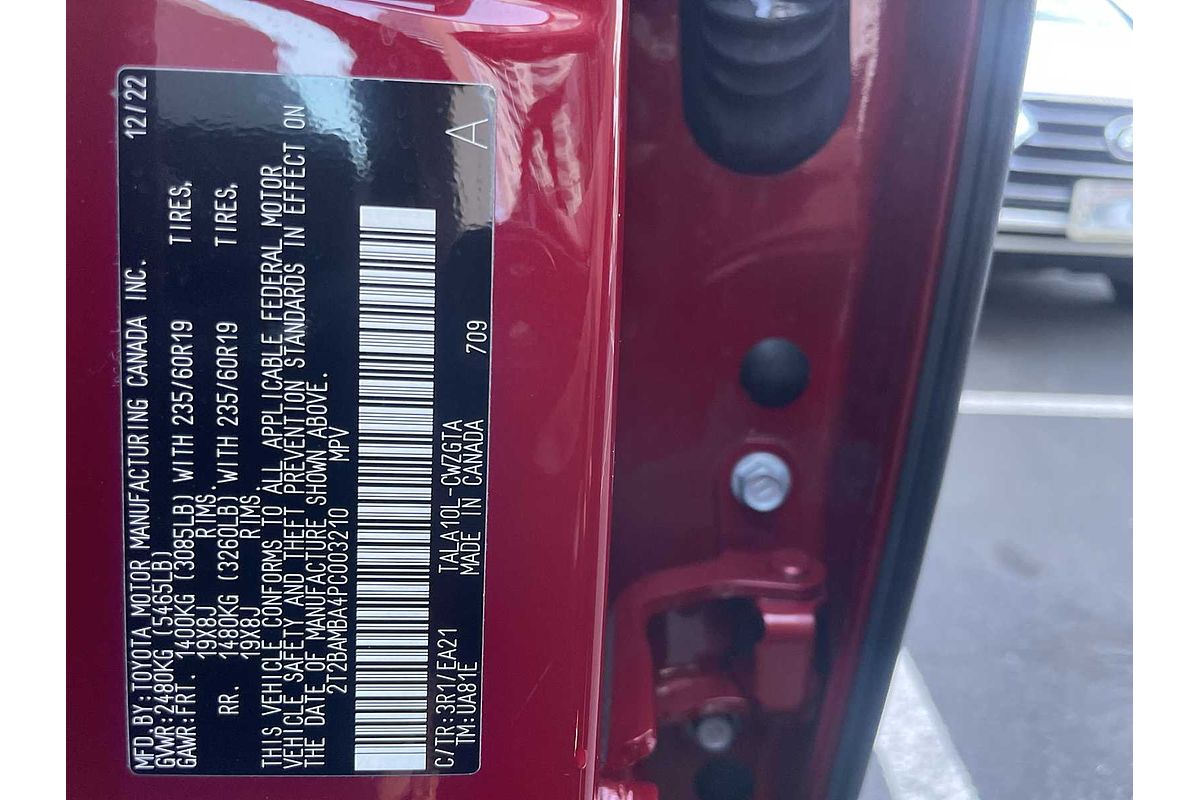 MFD.BY:TOYOTA MOTOR MANUFACTURING CANADA INC. 12/22
GVWR:2480KG (5465LB)
GAWR:FRT. 1400KG (3085LB) WITH 235/60R19 TIRES,
19X8J RIMS.
RR. 1480KG (3260LB) WITH 235/60R19 TIRES,
19X8J RIMS.
THIS VEHICLE CONFORMS TO ALL APPLICABLE FEDERAL MOTOR
VEHICLE SAFETY AND THEFT PREVENTION STANDARDS IN EFFECT ON
THE DATE OF MANUFACTURE SHOWN ABOVE.
2T2BAMBA4PC003210 MPV
C/TR:3R1/EA21 TALA10L-CWZGTA
TM:UA81E MADE IN CANADA 709 A